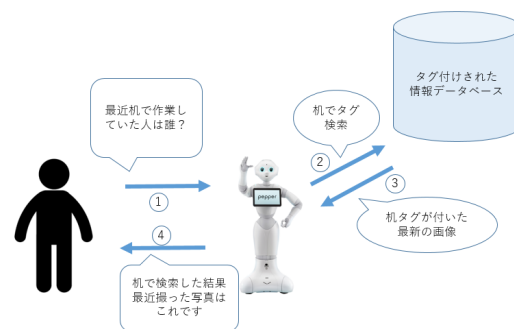 最近机で作業し
ていた人は誰？
机でタグ
検索
タグ付けされた
情報データベース
①
②
③
④
pepper
机タグが付いた
最新の画像
机で検索した結果
最近撮った写真は
これです